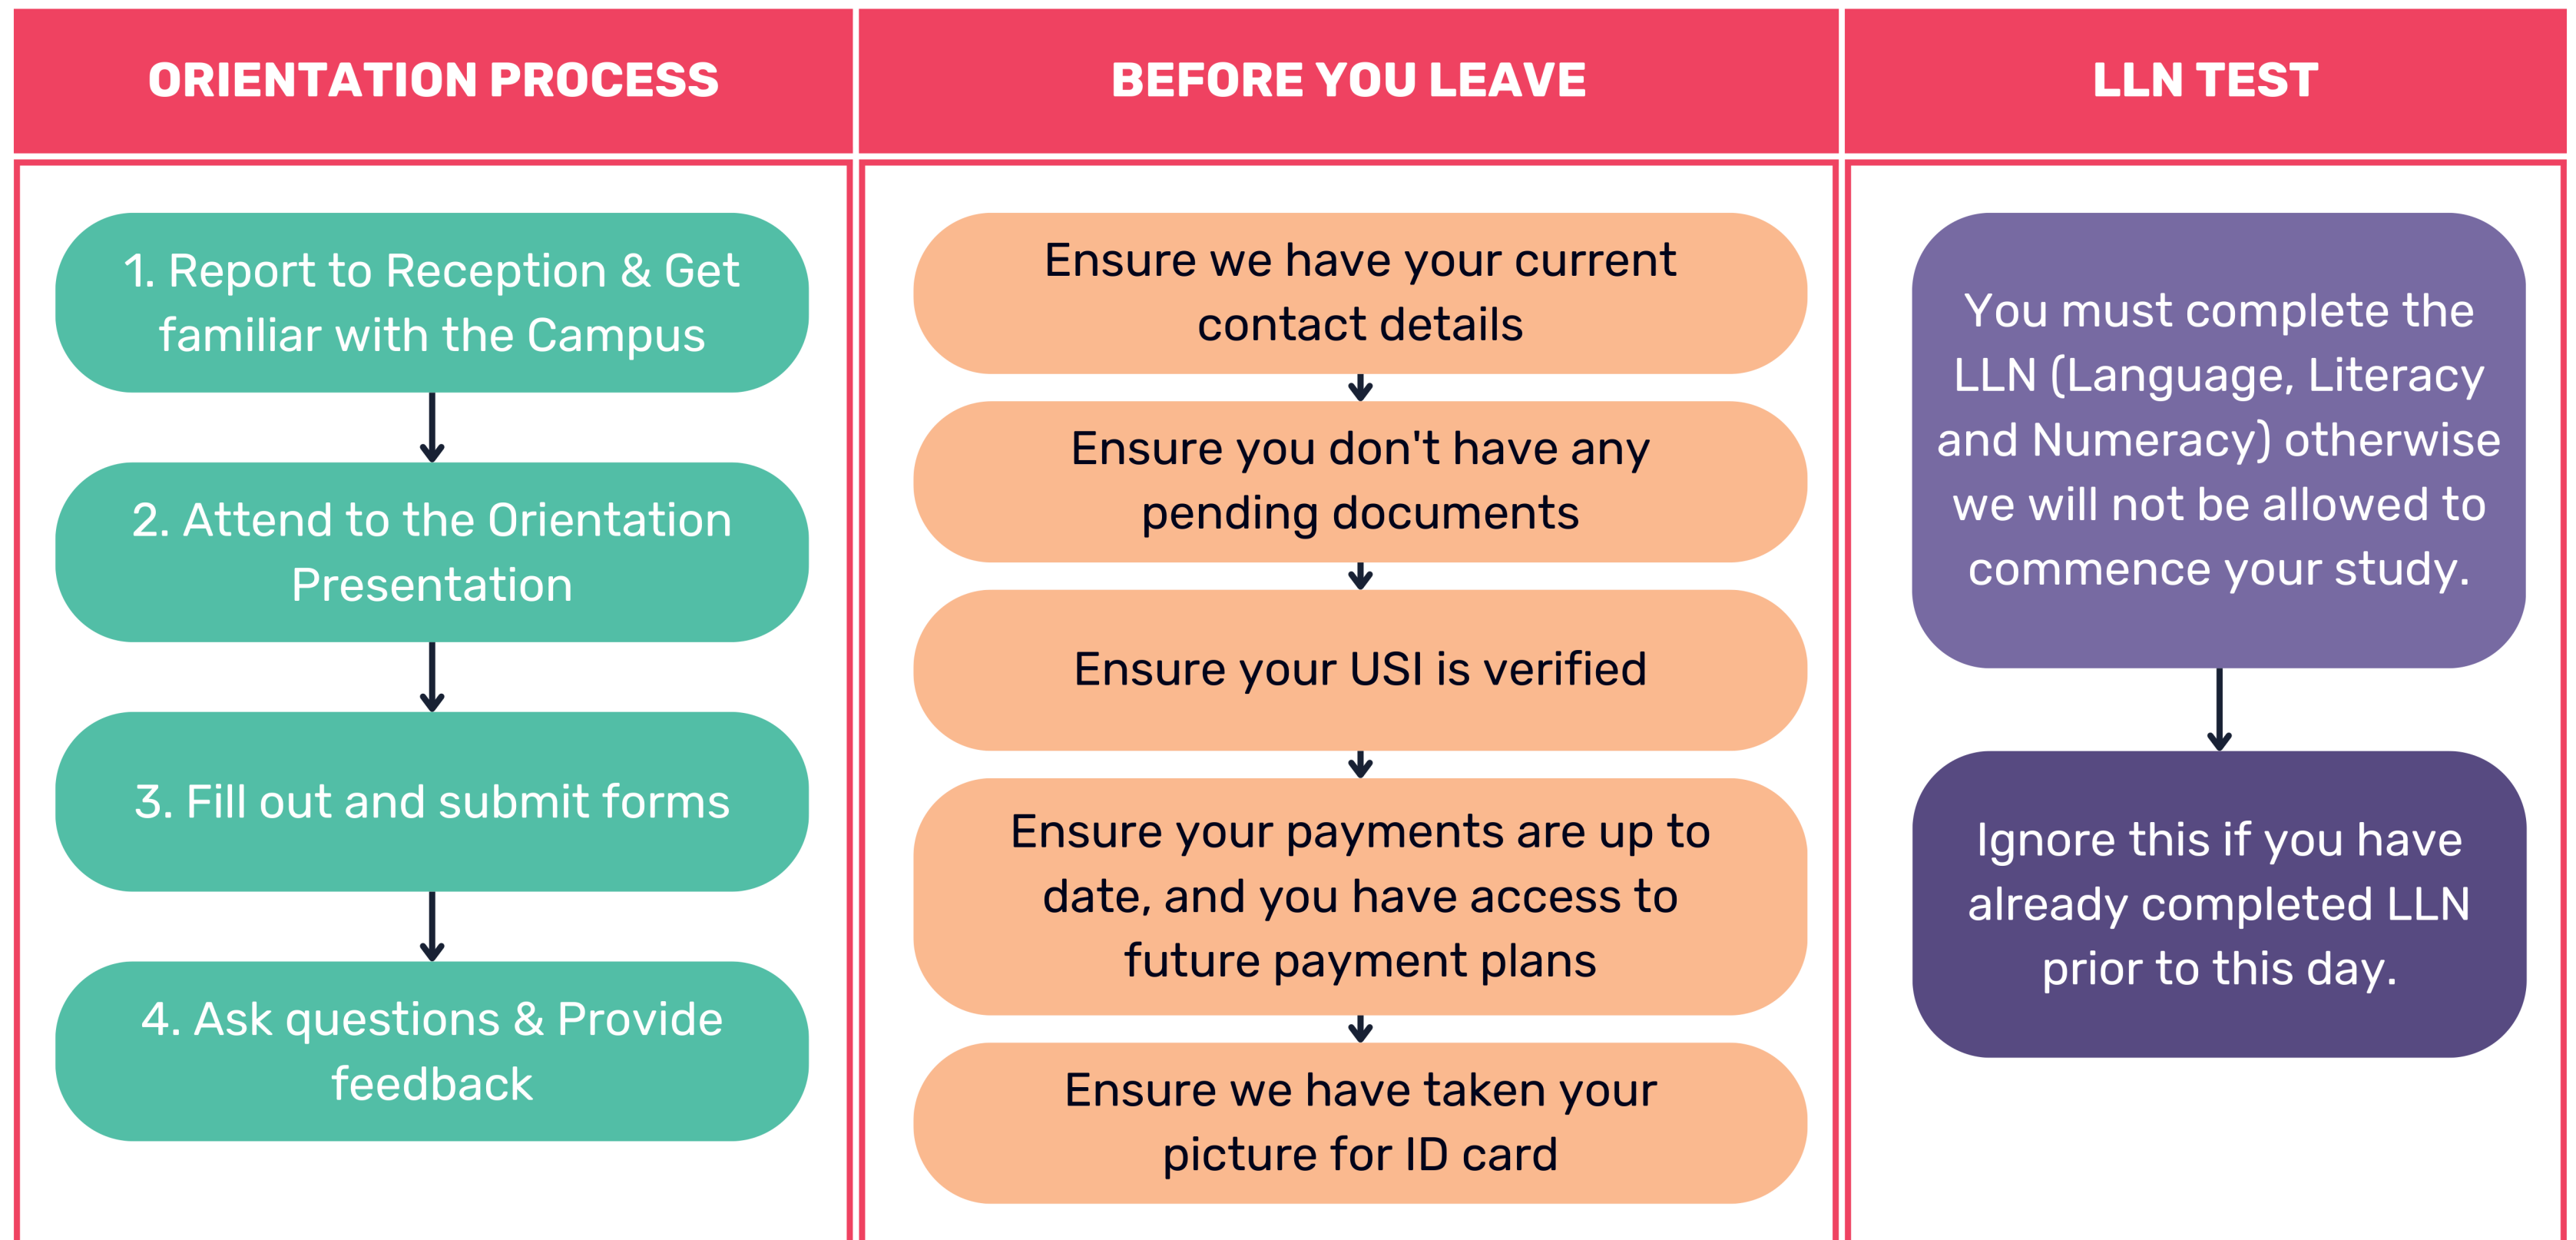 ORIENTATION PROCESS
1. Report to Reception & Get
familiar with the Campus
2. Attend to the Orientation
Presentation
3. Fill out and submit forms
4. Ask questions & Provide
feedback
BEFORE YOU LEAVE
Ensure we have your current
contact details
Ensure you don't have any
pending documents
Ensure your USI is verified
Ensure your payments are up to
date, and you have access to
future payment plans
Ensure we have taken your
picture for ID card
LLN TEST
You must complete the
LLN (Language, Literacy
and Numeracy) otherwise
we will not be allowed to
commence your study.
Ignore this if you have
already completed LLN
prior to this day.